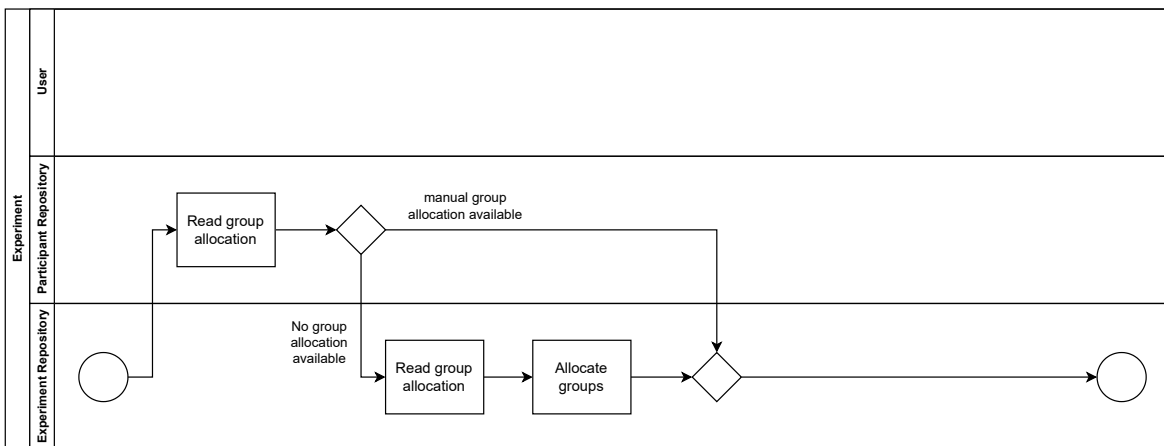 Experiment
User
Participant Repository
Experiment Repository
Read group
allocation
manual group
allocation available
No group
allocation
available
Read group
allocation
Allocate
groups